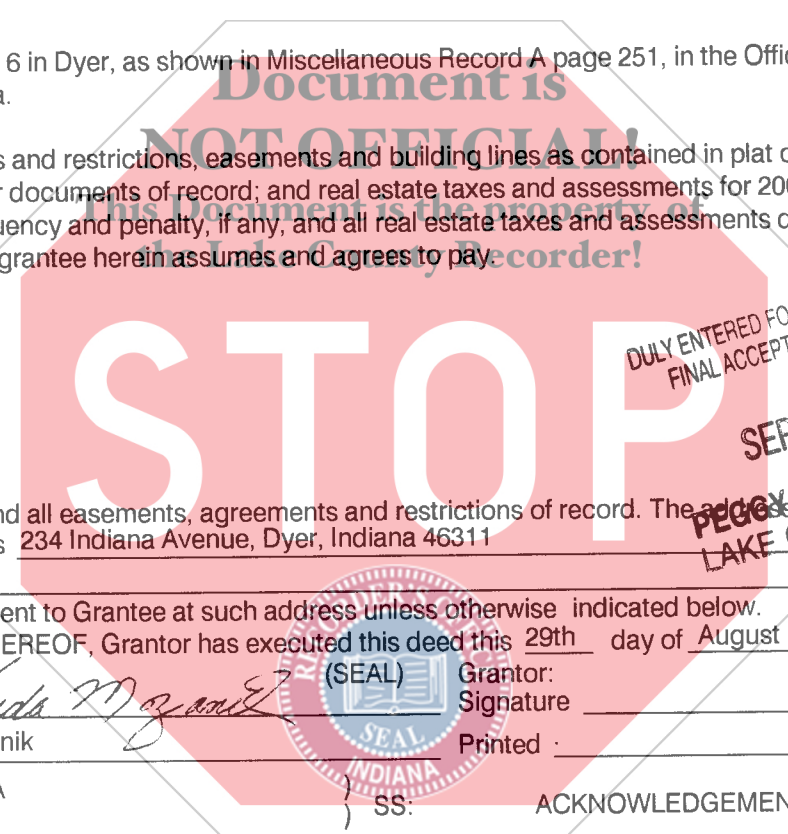 6 in Dyer, as shown in Miscellaneous Record A page 251, in the Offi
a.
Document is
NOT OFFICIAL!
s and restrictions, easements and building lines as contained in plat o
r documents of record; and real estate taxes and assessments for 200
This Document is the property of
uency and penalty, if any, and all real estate taxes and assessments
grantee herein assumes and agrees to pay.
the Lake County Recorder!
STOP
DULY ENTERED FO
FINAL ACCEPT
SEP
nd all easements, agreements and restrictions of record. The address
PEGGY
s 234 Indiana Avenue, Dyer, Indiana 46311
LAKE
ent to Grantee at such address unless otherwise indicated below.
EREOF, Grantor has executed this deed this 29th day of August
(SEAL) Grantor:
Signature
nik
Printed
SEAL
INDIANA
A
SS: ACKNOWLEDGEMEN